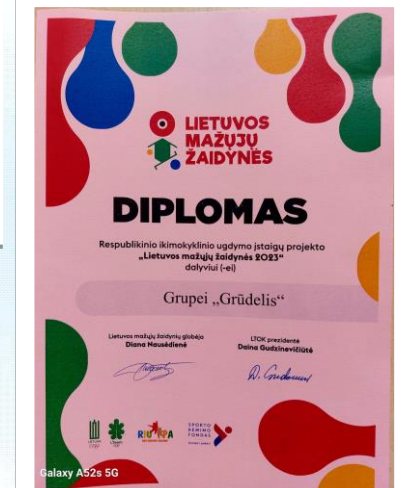 LIETUVOS
MAŽŲJŲ
ŽAIDYNĖS
DIPLOMAS
Respublikinio ikimokyklinio ugdymo įstaigų projekto
„Lietuvos mažųjų žaidynės 2023“
dalyviui (-ei)
Grupei „Grūdelis“
Lietuvos mažųjų žaidynių globėja
Diana Nausėdienė
LTOK prezidentė
Daina Gudzinevičiūtė
SPORTO
RĖMIMO
FONDAS
Galaxy A52s 5G